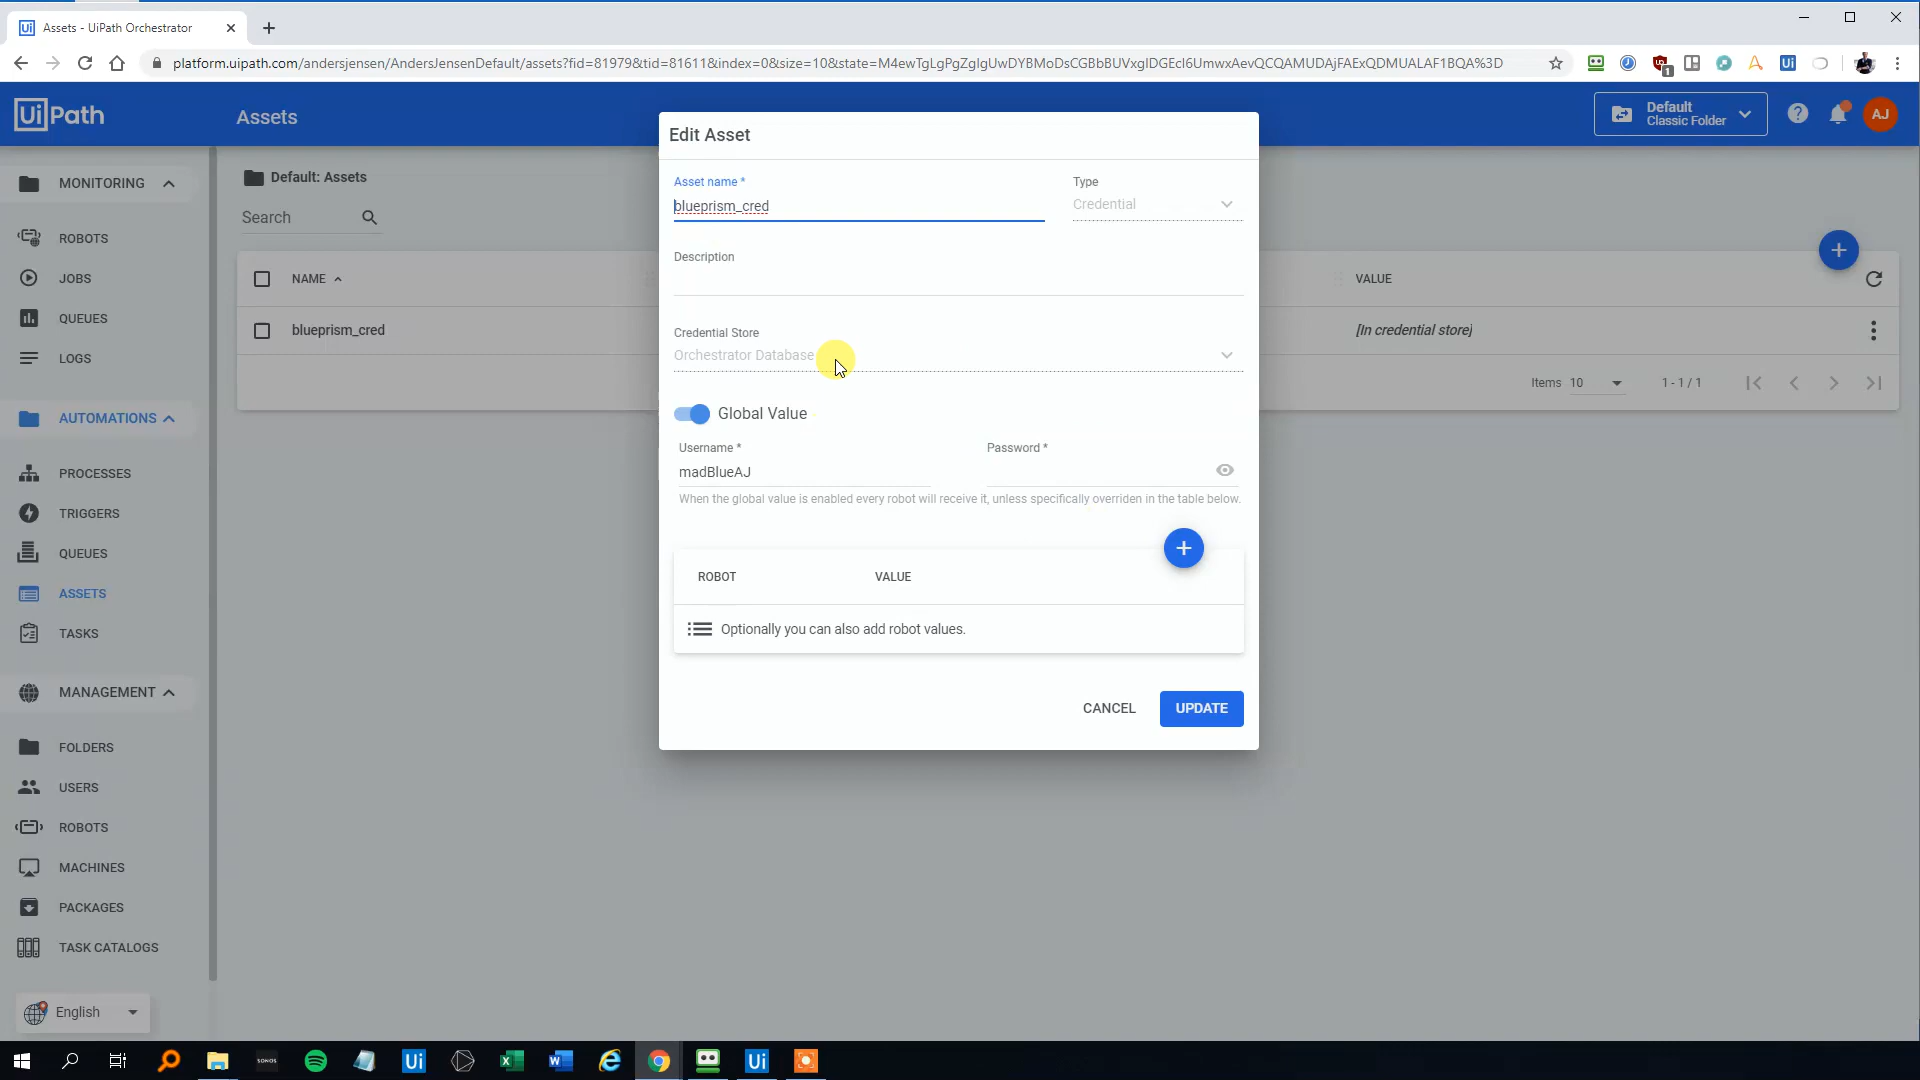 Assets - UiPath Orchestrator
platform.uipath.com/andersjensen/AndersJensenDefault/assets?fid=81979&tid=81611&index=0&size=10&state=M4ewTgLgPgZgIgUwDYBMoDsCGBbBUVxgIDGEcI6UmwxAevQCQAMUDAjFAExQDMUALAF1BQA%3D
UiPath
Assets
Default
Classic Folder
AJ
MONITORING
ROBOTS
JOBS
QUEUES
LOGS
AUTOMATIONS
PROCESSES
TRIGGERS
QUEUES
ASSETS
TASKS
MANAGEMENT
FOLDERS
USERS
ROBOTS
MACHINES
PACKAGES
TASK CATALOGS
English
Default: Assets
Search
NAME
VALUE
blueprism_cred
[In credential store]
Items 10
1 - 1 / 1
Edit Asset
Asset name *
Type
blueprism_cred
Credential
Description
Credential Store
Orchestrator Database
Global Value
Username *
Password *
madBlueAJ
When the global value is enabled every robot will receive it, unless specifically overriden in the table below.
ROBOT
VALUE
Optionally you can also add robot values.
CANCEL
UPDATE
SONOS